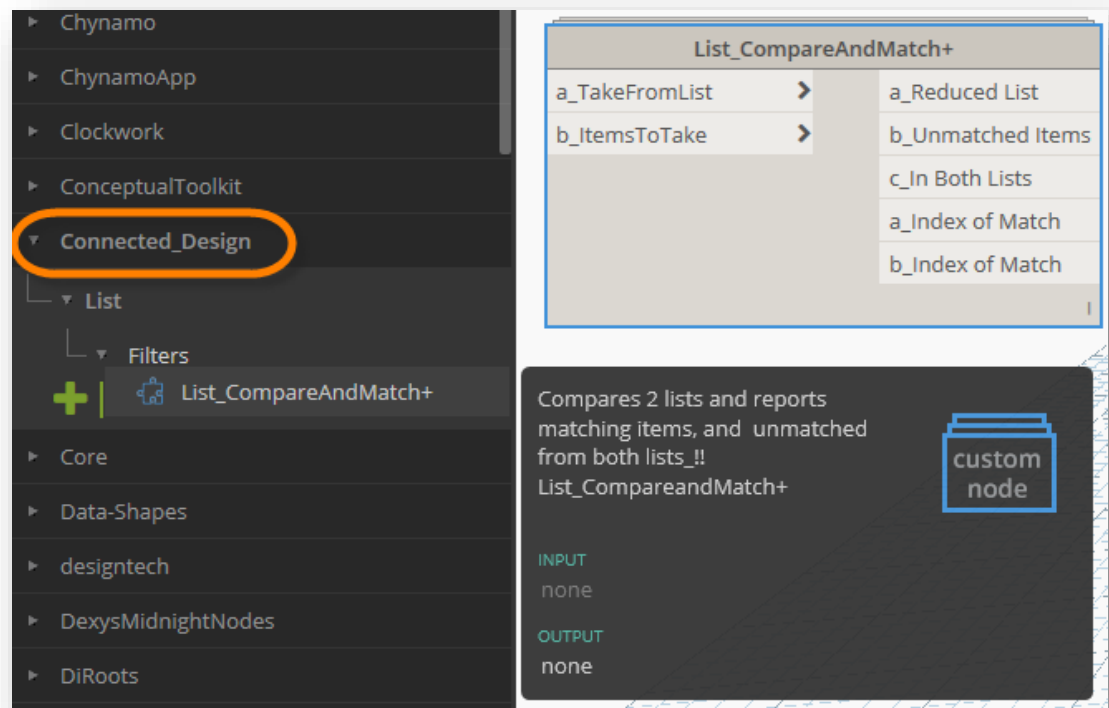 Chynamo
ChynamoApp
Clockwork
ConceptualToolkit
Connected_Design
List
Filters
List_CompareAndMatch+
Core
Data-Shapes
designtech
DexysMidnightNodes
DiRoots
List_CompareAndMatch+
a_TakeFromList
b_ItemsToTake
a_Reduced List
b_Unmatched Items
c_In Both Lists
a_Index of Match
b_Index of Match
Compares 2 lists and reports
matching items, and  unmatched
from both lists_!!
List_CompareandMatch+
custom
node
INPUT
none
OUTPUT
none